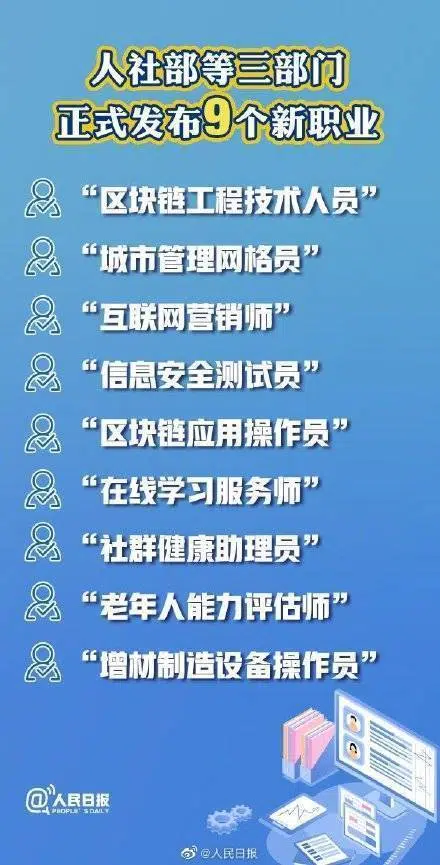 人社部等三部门
正式发布9个新职业
“区块链工程技术人员”
“城市管理网格员”
“互联网营销师”
“信息安全测试员”
“区块链应用操作员”
“在线学习服务师”
“社群健康助理员”
“老年人能力评估师”
“增材制造设备操作员”
@人民日报
PEOPLE'S DAILY
@人民日报